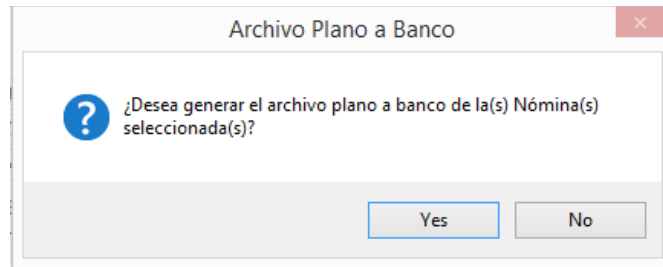 Archivo Plano a Banco
¿Desea generar el archivo plano a banco de la(s) Nómina(s)
seleccionada(s)?
Yes No